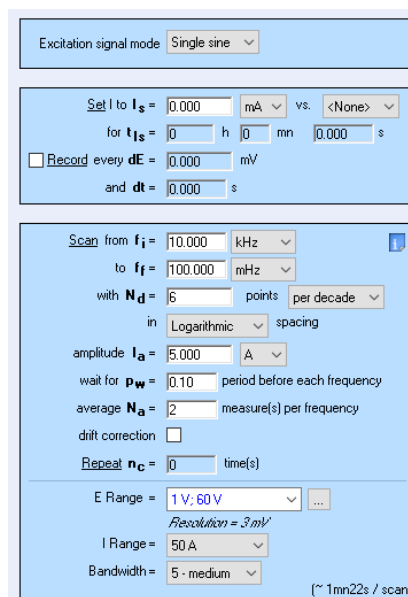 Excitation signal mode Single sine
Set I to Is = 0.000 mA vs. <None>
for tIs = 0 h 0 mn 0.000 s
Record every dE = 0.000 mV
and dt = 0.000 s
Scan from fi = 10.000 kHz
to ff = 100.000 mHz
with Nd = 6 points per decade
in Logarithmic spacing
amplitude Ia = 5.000 A
wait for pw = 0.10 period before each frequency
average Na = 2 measure(s) per frequency
drift correction
Repeat nc = 0 time(s)
E Range = 1 V; 60 V ...
Resolution = 3 mV
I Range = 50 A
Bandwidth = 5 - medium
(~ 1mn22s / scan